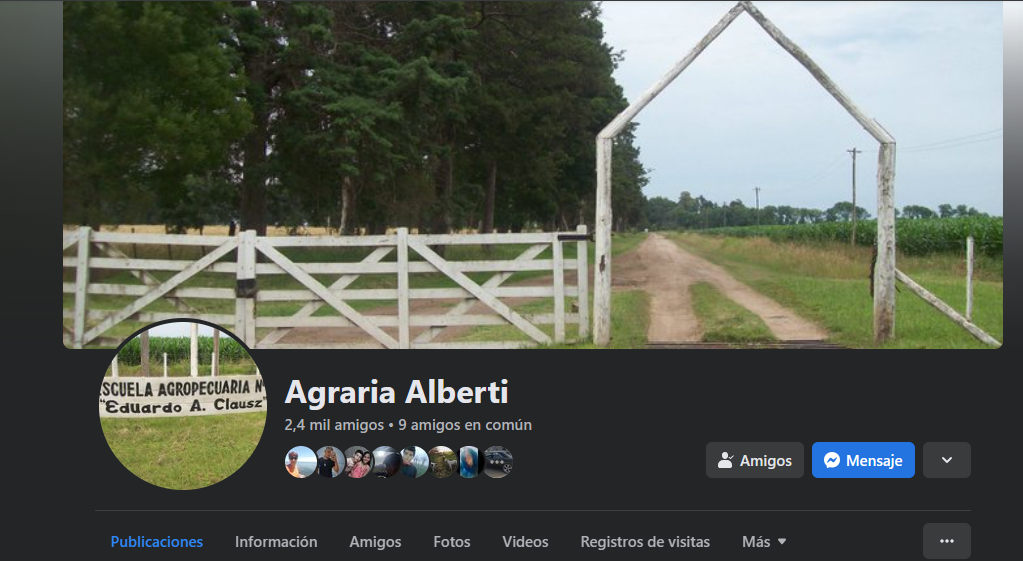 ESCUELA AGROPECUARIA N
"Eduardo A. Clausz"
Agraria Alberti
2,4 mil amigos • 9 amigos en común
Amigos
Mensaje
Publicaciones
Información
Amigos
Fotos
Videos
Registros de visitas
Más